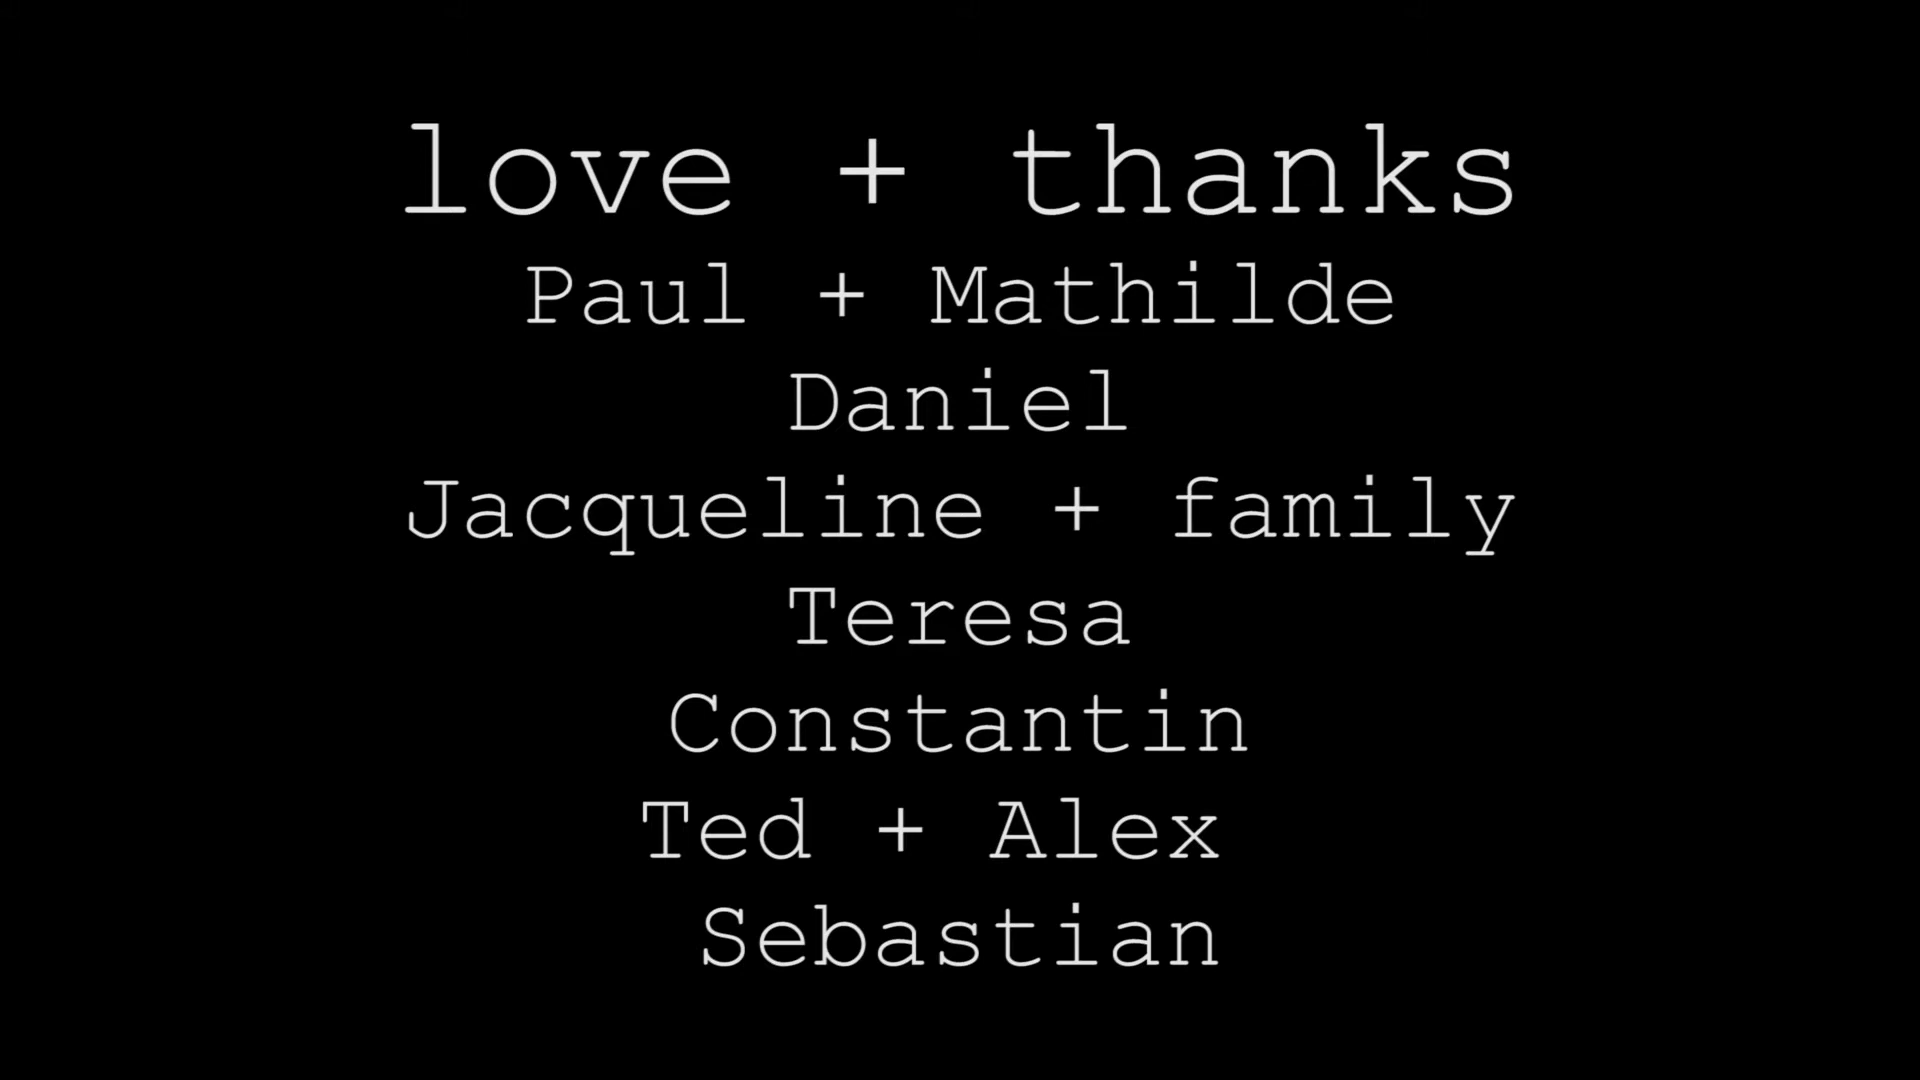 love + thanks
Paul + Mathilde
Daniel
Jacqueline + family
Teresa
Constantin
Ted + Alex
Sebastian